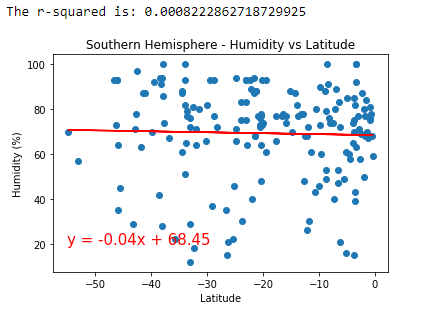 The r-squared is: 0.0008222862718729925
Southern Hemisphere - Humidity vs Latitude
Humidity (%)
100
80
60
40
20
y = -0.04x + 68.45
−50 −40 −30 −20 −10 0
Latitude